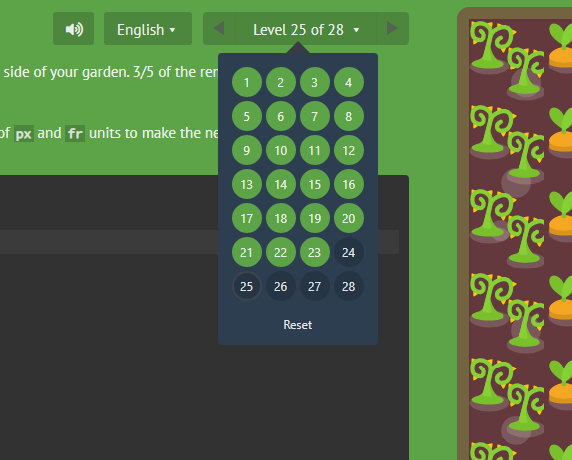 English
Level 25 of 28
side of your garden. 3/5 of the
of px and fr units to make the
1 2 3 4
5 6 7 8
9 10 11 12
13 14 15 16
17 18 19 20
21 22 23 24
25 26 27 28
Reset